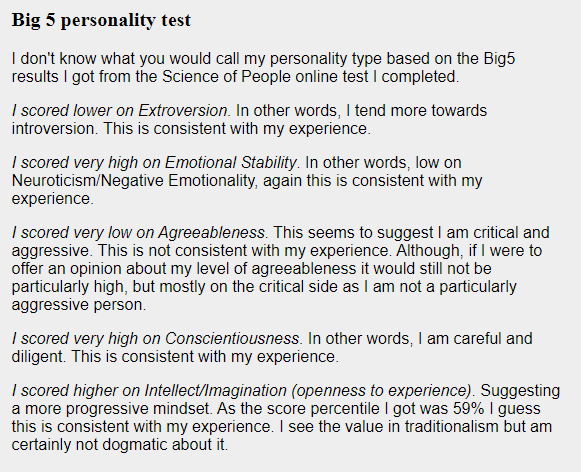 Big 5 personality test
I don't know what you would call my personality type based on the Big5
results I got from the Science of People online test I completed.
I scored lower on Extroversion. In other words, I tend more towards
introversion. This is consistent with my experience.
I scored very high on Emotional Stability. In other words, low on
Neuroticism/Negative Emotionality, again this is consistent with my
experience.
I scored very low on Agreeableness. This seems to suggest I am critical and
aggressive. This is not consistent with my experience. Although, if I were to
offer an opinion about my level of agreeableness it would still not be
particularly high, but mostly on the critical side as I am not a particularly
aggressive person.
I scored very high on Conscientiousness. In other words, I am careful and
diligent. This is consistent with my experience.
I scored higher on Intellect/Imagination (openness to experience). Suggesting
a more progressive mindset. As the score percentile I got was 59% I guess
this is consistent with my experience. I see the value in traditionalism but am
certainly not dogmatic about it.